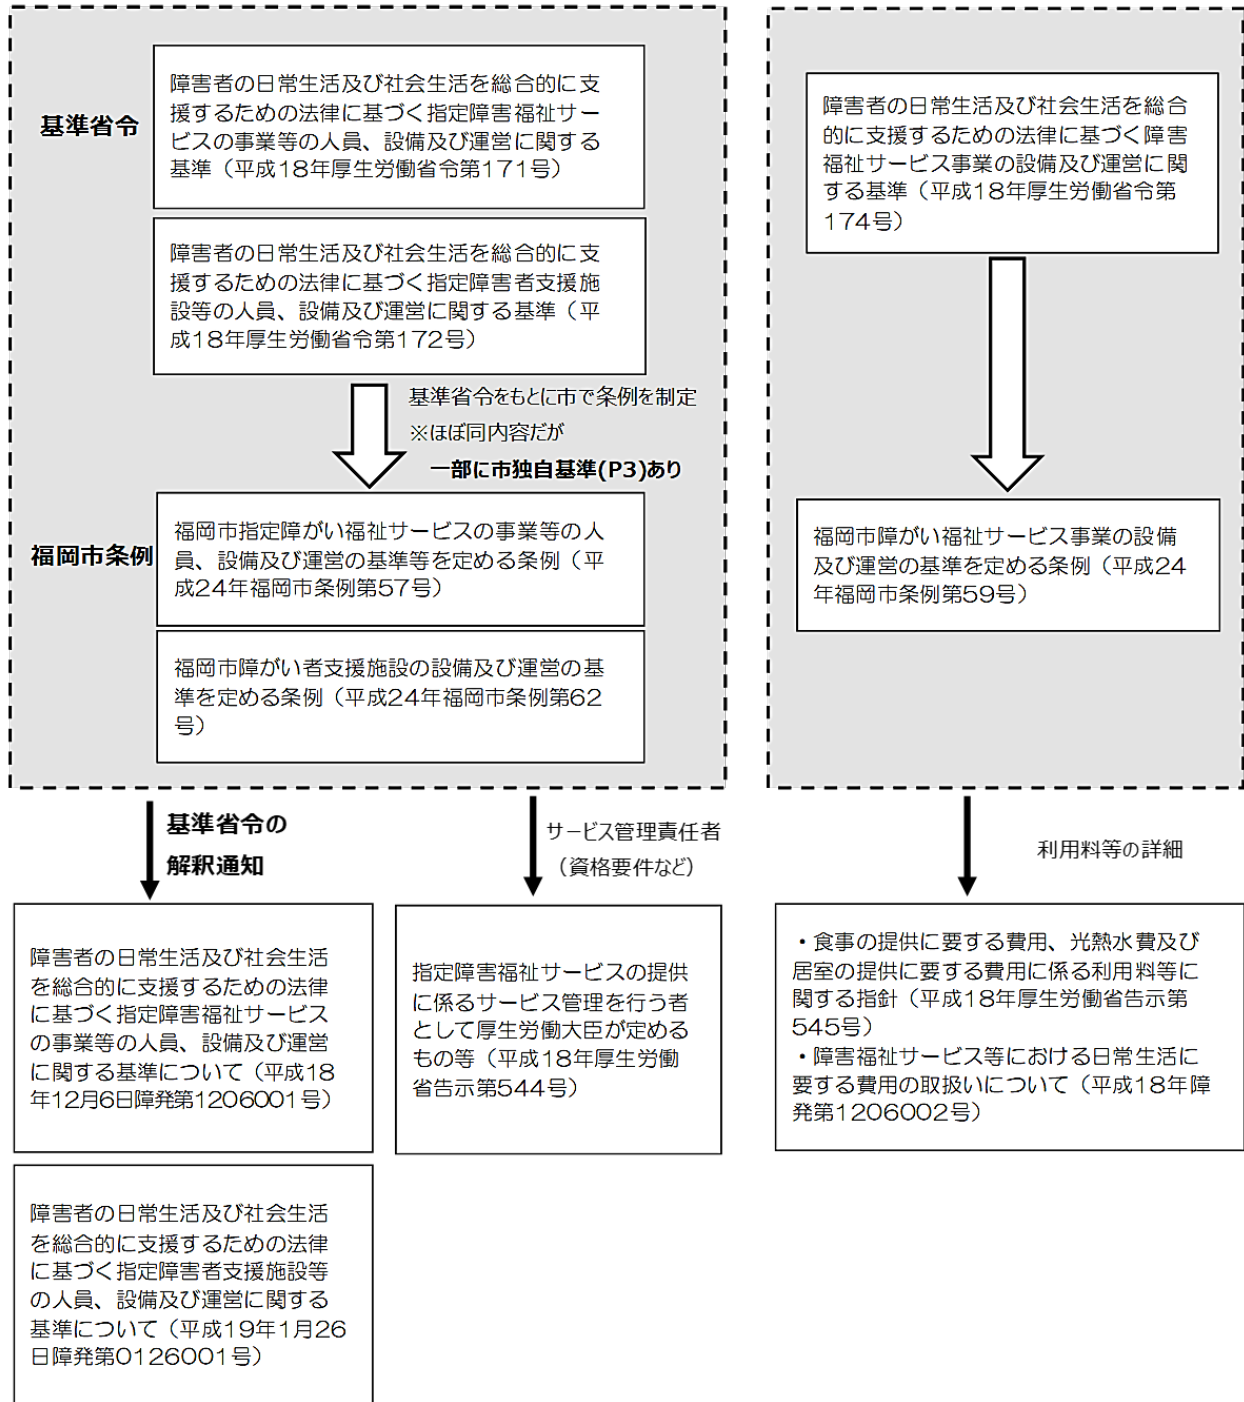 基準省令
障害者の日常生活及び社会生活を総合的に支
援するための法律に基づく指定障害福祉サー
ビスの事業等の人員、設備及び運営に関する
基準（平成18年厚生労働省令第171号）
障害者の日常生活及び社会生活を総合的に支
援するための法律に基づく指定障害者支援施
設等の人員、設備及び運営に関する基準（平
成18年厚生労働省令第172号）
基準省令をもとに市で条例を制定
※ほぼ同内容だが
一部に市独自基準(P3)あり
福岡市条例
福岡市指定障がい福祉サービスの事業等の人
員、設備及び運営の基準等を定める条例（平
成24年福岡市条例第57号）
福岡市障がい者支援施設の設備及び運営の基
準を定める条例（平成24年福岡市条例第62
号）
障害者の日常生活及び社会生活を総合
的に支援するための法律に基づく障害
福祉サービス事業の設備及び運営に関
する基準（平成18年厚生労働省令第
174号）
福岡市障がい福祉サービス事業の設備
及び運営の基準を定める条例（平成24
年福岡市条例第59号）
基準省令の
解釈通知
サービス管理責任者
（資格要件など）
利用料等の詳細
障害者の日常生活及び社会生活
を総合的に支援するための法律
に基づく指定障害福祉サービス
の事業等の人員、設備及び運営
に関する基準について（平成18
年12月6日障発第1206001号）
障害者の日常生活及び社会生活
を総合的に支援するための法律
に基づく指定障害者支援施設等
の人員、設備及び運営に関する
基準について（平成19年1月26
日障発第0126001号）
指定障害福祉サービスの提供
に係るサービス管理を行う者
として厚生労働大臣が定めるも
の等（平成18年厚生労働
省告示第544号）
・食事の提供に要する費用、光熱水費及び
居室の提供に要する費用に係る利用料等に
関する指針（平成18年厚生労働省告示第
545号）
・障害福祉サービス等における日常生活に
要する費用の取扱いについて（平成18年障
発第1206002号）